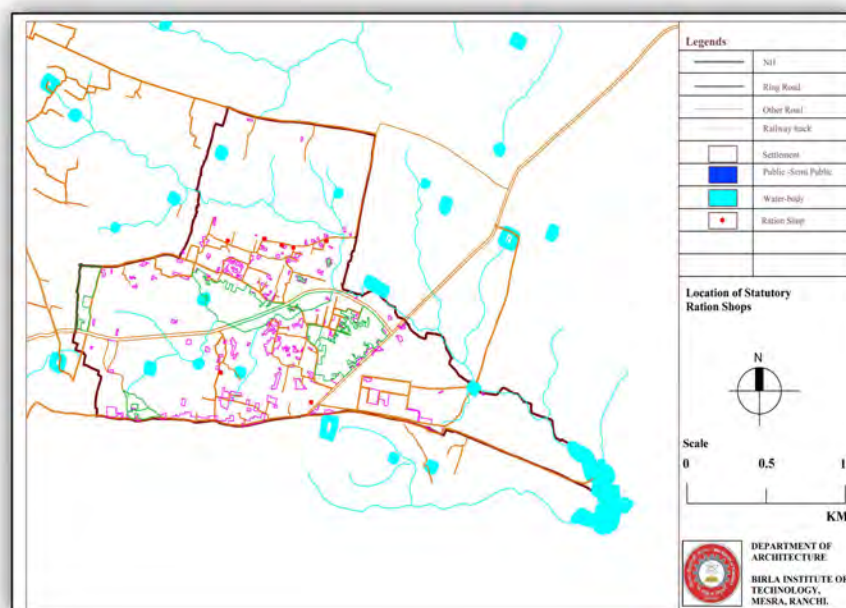 Legends
NH
Ring Road
Other Road
Railway track
Settlement
Public -Semi Public
Water-body
Ration Shop
Location of Statutory
Ration Shops
N
Scale
0 0.5 1
KM
DEPARTMENT OF
ARCHITECTURE
BIRLA INSTITUTE OF
TECHNOLOGY,
MESRA, RANCHI.